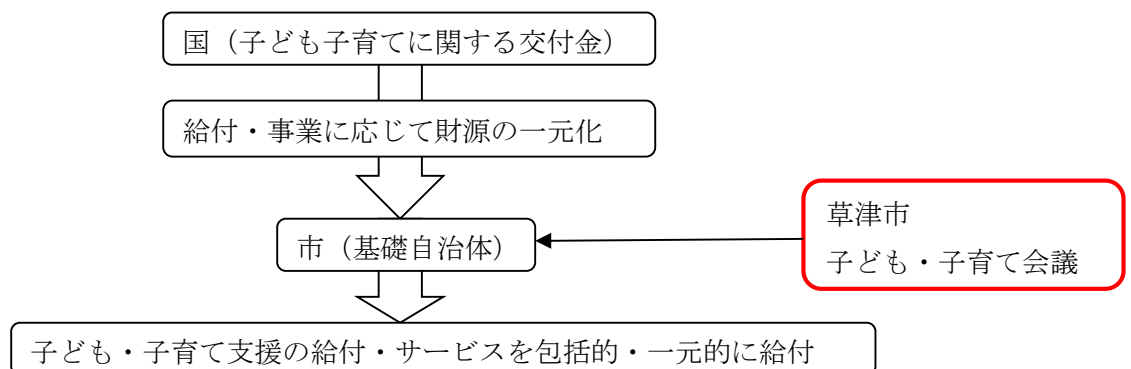 国（子ども子育てに関する交付金）
給付・事業に応じて財源の一元化
市（基礎自治体）
草津市
子ども・子育て会議
子ども・子育て支援の給付・サービスを包括的・一元的に給付